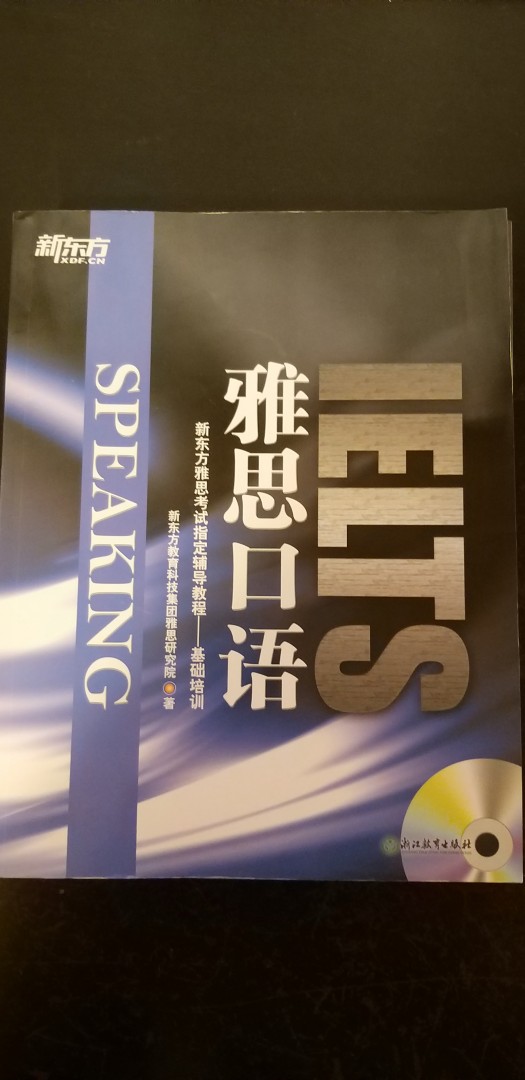 新东方
XDF.CN
IELTS
雅思口语
新东方雅思考试指定辅导教程——基础培训
新东方教育科技集团雅思研究院 著
SPEAKING
浙江教育出版社